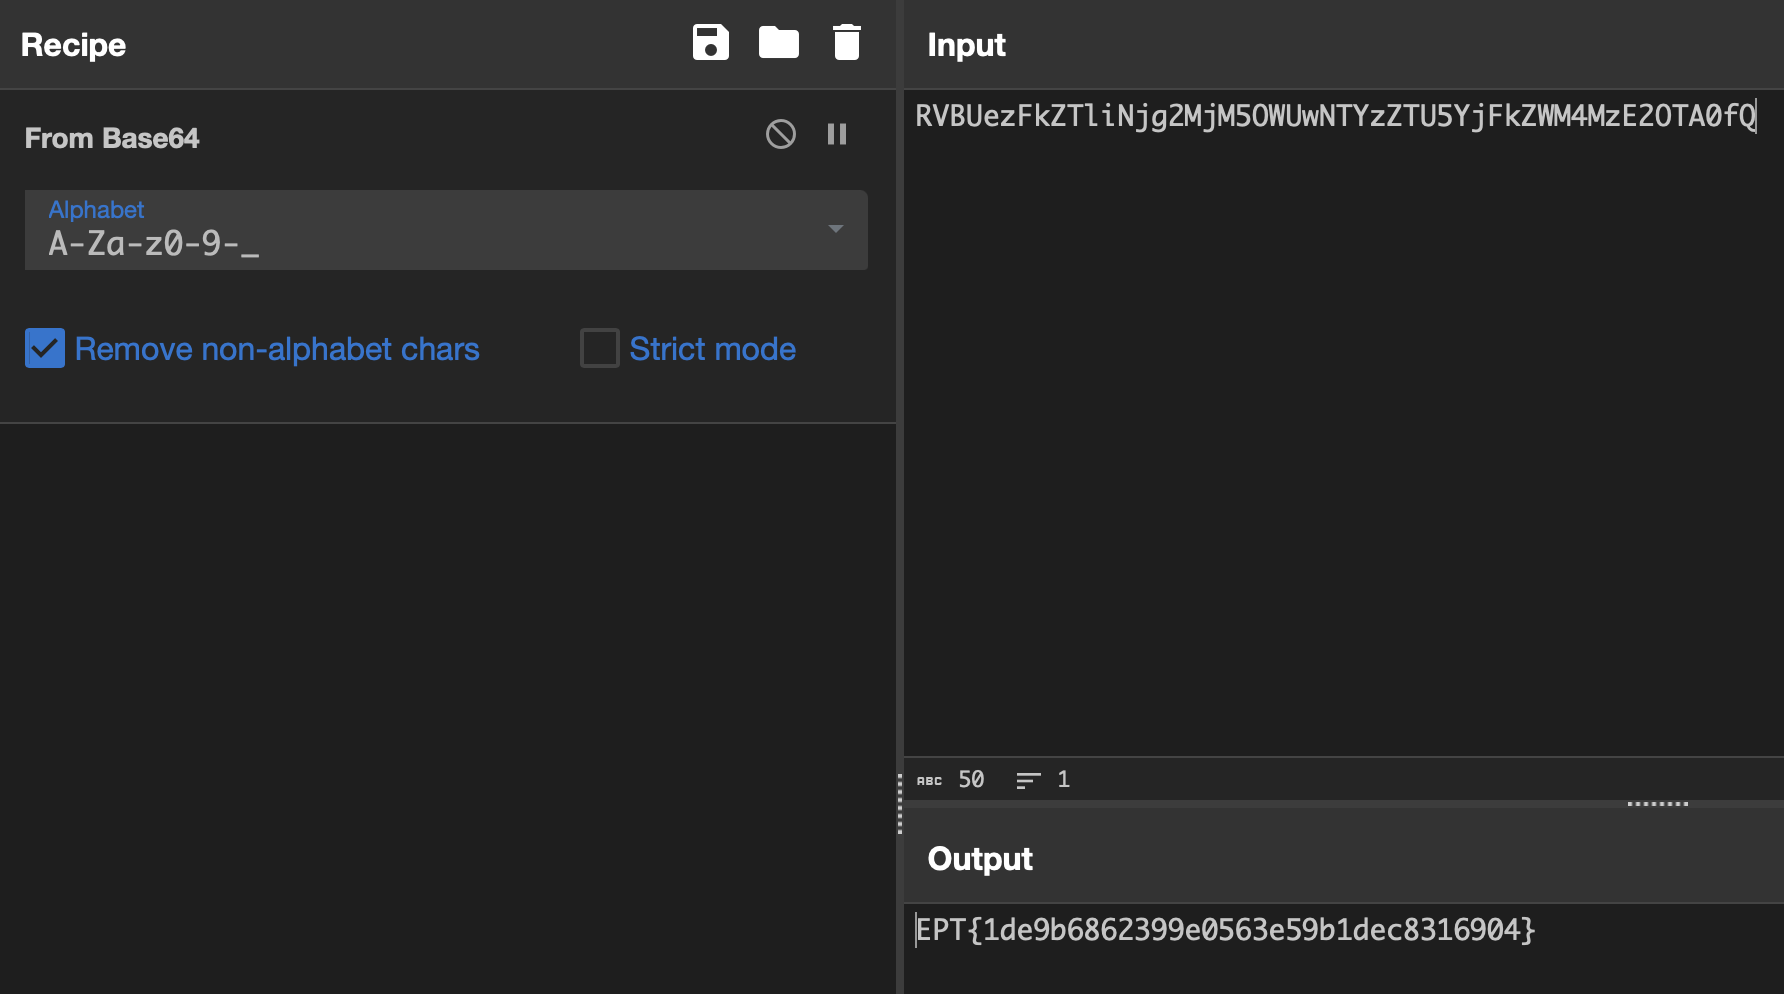 Recipe
From Base64
Alphabet
A-Za-z0-9-_
Remove non-alphabet chars
Strict mode
Input
RVBUezFkZTliNjg2MjM5OWUwNTYzZTU5YjFkZWM4MzE2OTA0fQ
ABC 50 1
Output
EPT{1de9b6862399e0563e59b1dec8316904}